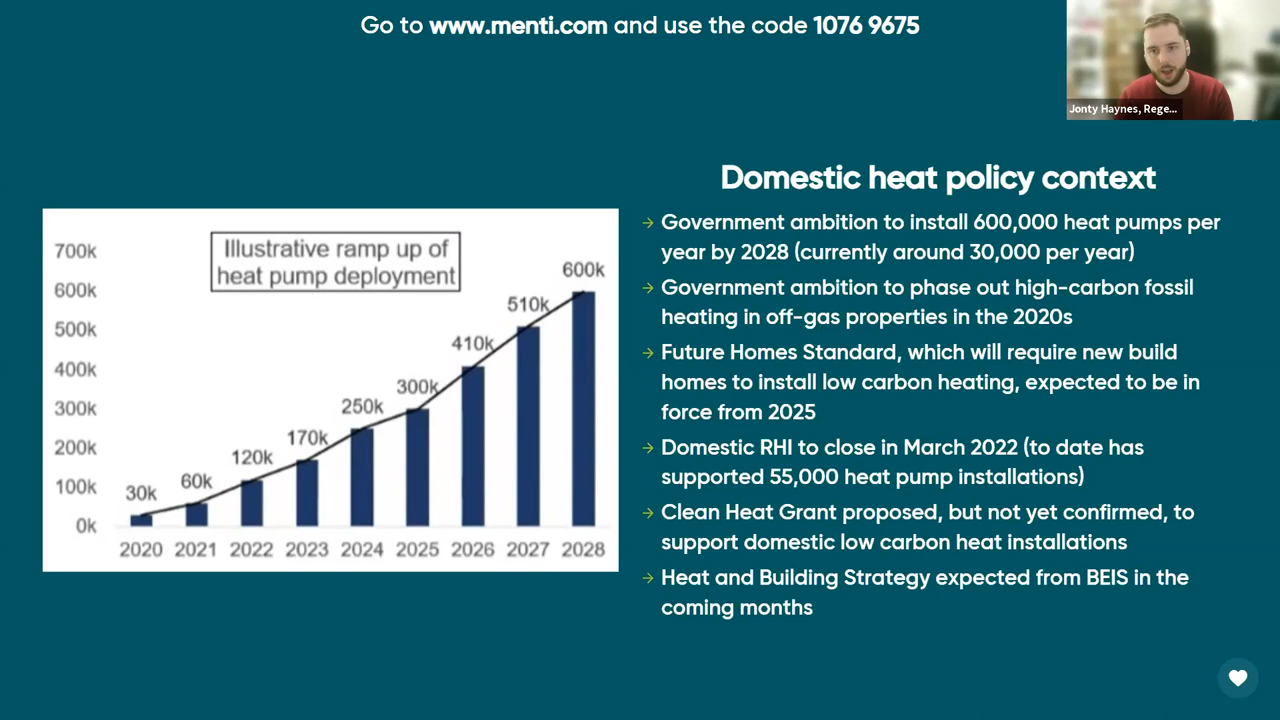 Go to www.menti.com and use the code 1076 9675
Jonty Haynes, Rege...
Illustrative ramp up of
heat pump deployment
700k
600k
500k
400k
300k
200k
100k
0k
30k
60k
120k
170k
250k
300k
410k
510k
600k
2020 2021 2022 2023 2024 2025 2026 2027 2028
Domestic heat policy context
→ Government ambition to install 600,000 heat pumps per
year by 2028 (currently around 30,000 per year)
→ Government ambition to phase out high-carbon fossil
heating in off-gas properties in the 2020s
→ Future Homes Standard, which will require new build
homes to install low carbon heating, expected to be in
force from 2025
→ Domestic RHI to close in March 2022 (to date has
supported 55,000 heat pump installations)
→ Clean Heat Grant proposed, but not yet confirmed, to
support domestic low carbon heat installations
→ Heat and Building Strategy expected from BEIS in the
coming months